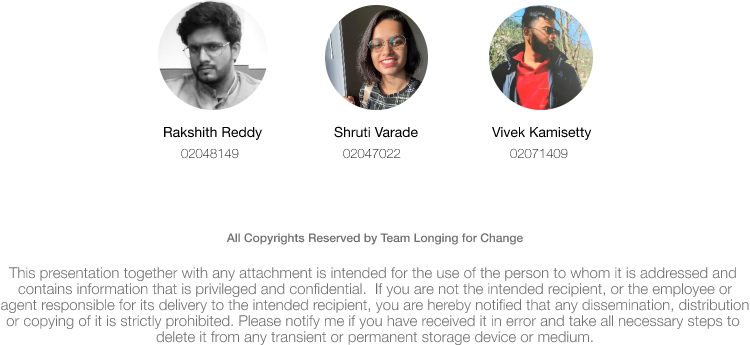 Rakshith Reddy Shruti Varade Vivek Kamisetty
02048149 02047022 02071409
All Copyrights Reserved by Team Longing for Change
This presentation together with any attachment is intended for the use of the person to whom it is addressed and
contains information that is privileged and confidential.  If you are not the intended recipient, or the employee or
agent responsible for its delivery to the intended recipient, you are hereby notified that any dissemination, distribution
or copying of it is strictly prohibited. Please notify me if you have received it in error and take all necessary steps to
delete it from any transient or permanent storage device or medium.